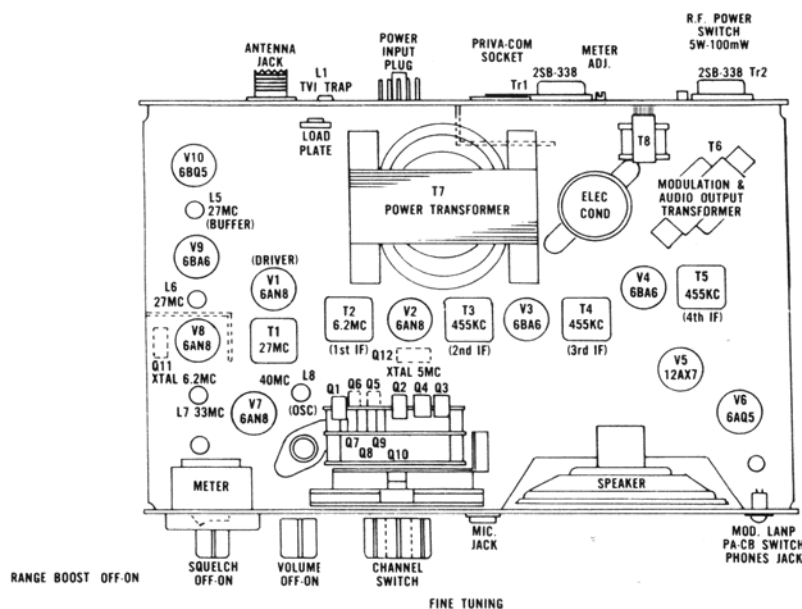 R.F. POWER
SWITCH
5W-100mW
ANTENNA
JACK
L1
TVI TRAP
POWER
INPUT
PLUG
PRIVA-COM
SOCKET
METER
ADJ.
Tr1
2SB-338
2SB-338 Tr2
LOAD
PLATE
V10
6BQ5
L5
27MC
(BUFFER)
T7
POWER TRANSFORMER
ELEC
COND
T8
T6
MODULATION &
AUDIO OUTPUT
TRANSFORMER
V9
6BA6
(DRIVER)
V1
6AN8
L6
27MC
V4
6BA6
T5
455KC
(4th IF)
V8
6AN8
T1
27MC
T2
6.2MC
(1st IF)
V2
6AN8
T3
455KC
(2nd IF)
V3
6BA6
T4
455KC
(3rd IF)
Q11
XTAL 6.2MC
Q12
XTAL 5MC
V5
12AX7
40MC
L8
(OSC)
Q1
Q6
Q5
Q2
Q4
Q3
L7 33MC
V7
6AN8
V6
6AQ5
Q7
Q8
Q9
Q10
METER
SPEAKER
SQUELCH
OFF-ON
VOLUME
OFF-ON
CHANNEL
SWITCH
MIC.
JACK
MOD. LANP
PA-CB SWITCH
PHONES JACK
RANGE BOOST OFF-ON
FINE TUNING